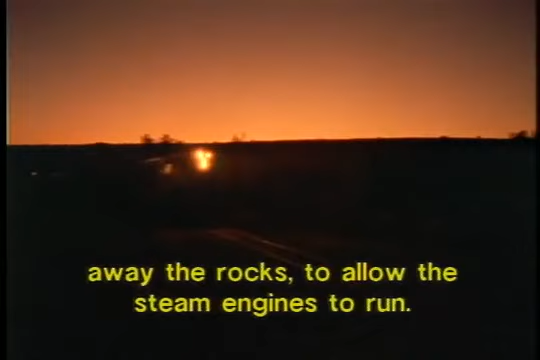 away the rocks, to allow the
steam engines to run.